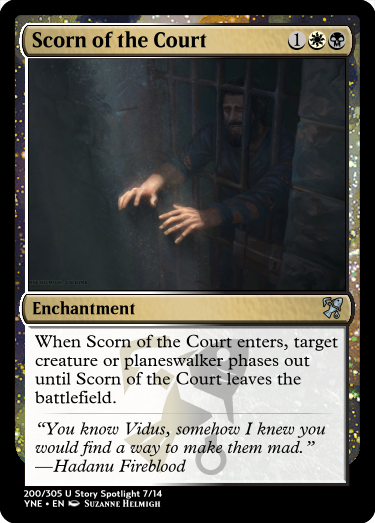 Scorn of the Court
1
Enchantment
When Scorn of the Court enters, target
creature or planeswalker phases out
until Scorn of the Court leaves the
battlefield.
“You know Vidus, somehow I knew you
would find a way to make them mad.”
—Hadanu Fireblood
200/305 U Story Spotlight 7/14
YNE • EN Suzanne Helmigh